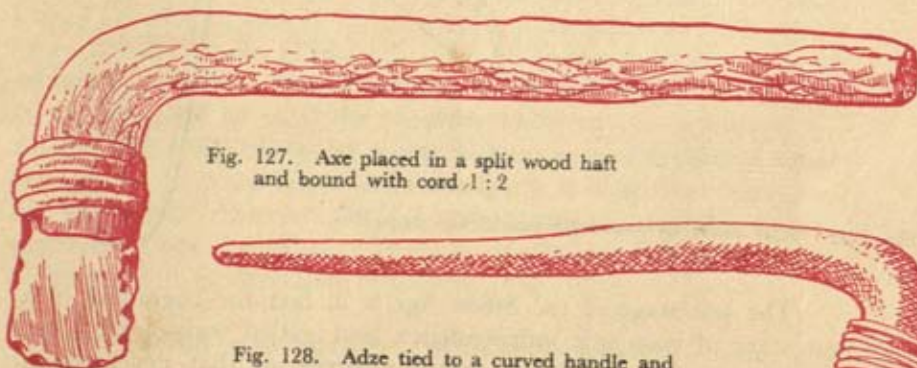 Fig. 127. Axe placed in a split wood haft
and bound with cord 1 : 2
Fig. 128. Adze tied to a curved handle and